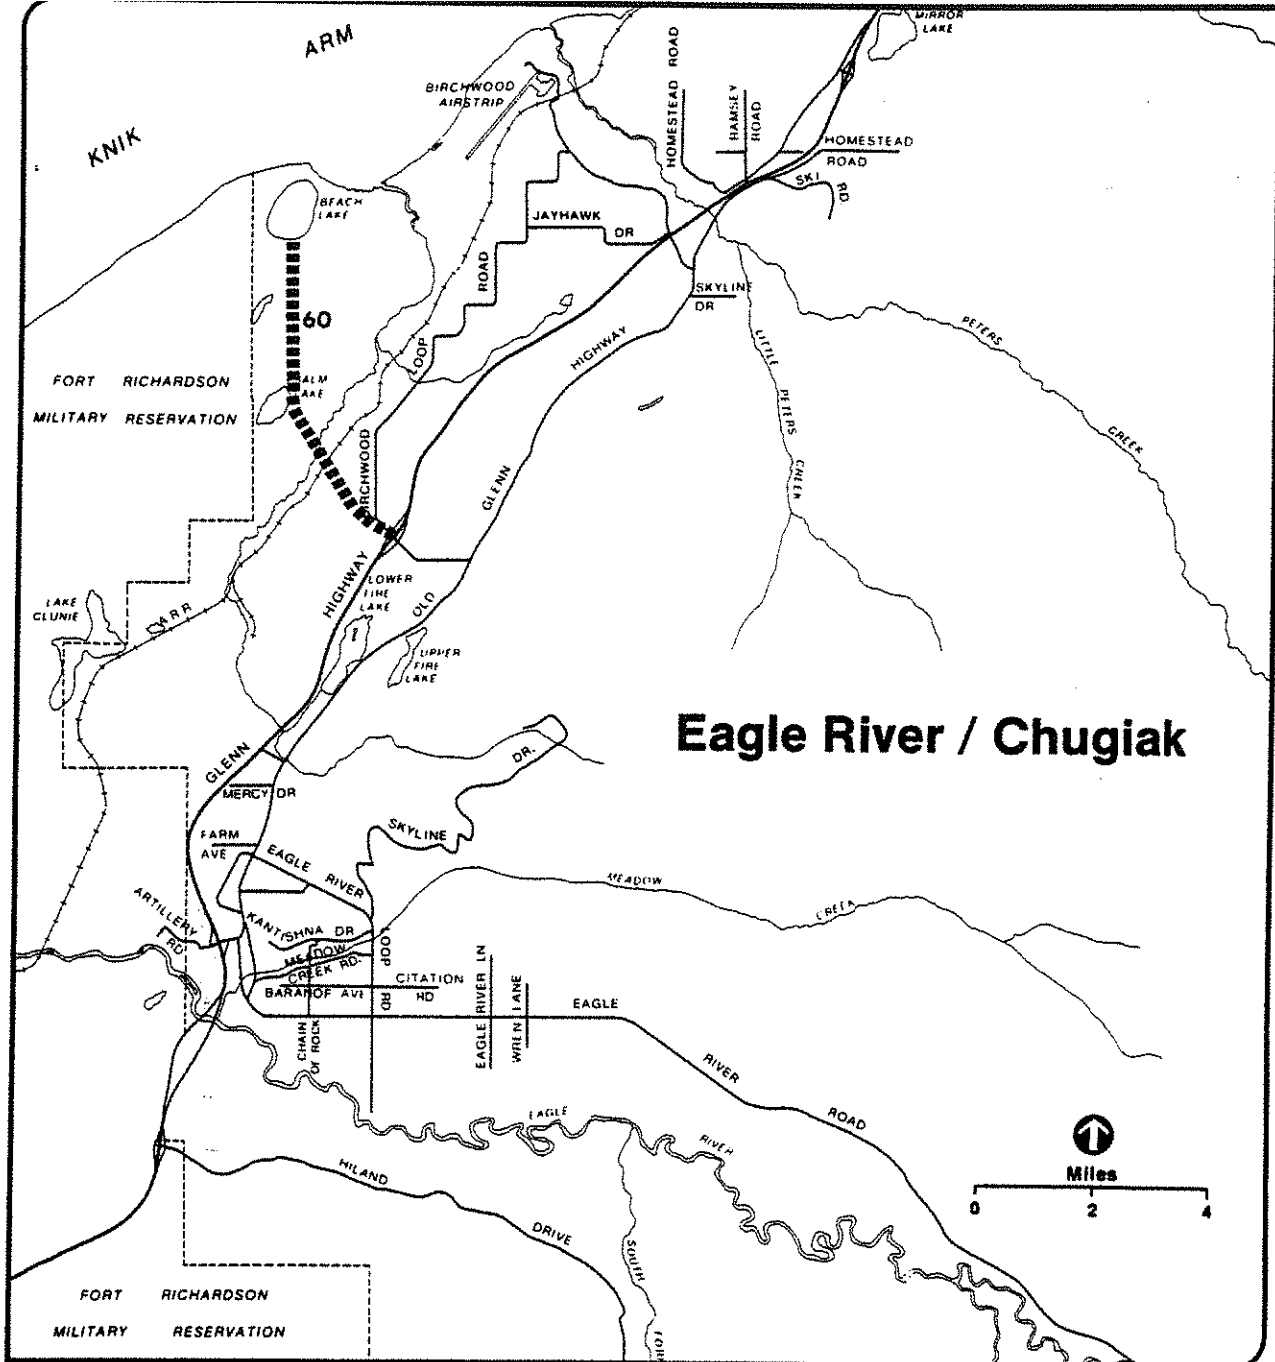 ARM
KNIK
MIRROR
LAKE
BIRCHWOOD
AIRSTRIP
HOMESTEAD ROAD
RAMSEY
ROAD
HOMESTEAD
ROAD
SKI
RD.
BEACH
LAKE
JAYHAWK
DR
LOOP
ROAD
SKYLINE
DR
60
HIGHWAY
LITTLE
PETERS
CREEK
PETERS
CREEK
FORT RICHARDSON
MILITARY RESERVATION
ALM
AKE
IRCHWOOD
GLENN
OLD
HIGHWAY
LOWER
FIRE
LAKE
UPPER
FIRE
LAKE
LAKE
CLUNIE
ARR
Eagle River / Chugiak
GLENN
MERCY DR
DR.
SKYLINE
FARM
AVE
EAGLE
RIVER
LOOP
RD
MEADOW
CREEK
ARTILLERY
RD
KANTISHNA DR
MEADOW
CREEK RD.
BARANOF AVE
CITATION
RD
EAGLE RIVER LN
WREN LANE
CHAIN
Of ROCK
EAGLE
RIVER
ROAD
EAGLE
RIVER
HILAND
DRIVE
SOUTH
FORK
Miles
0 2 4
FORT RICHARDSON
MILITARY RESERVATION